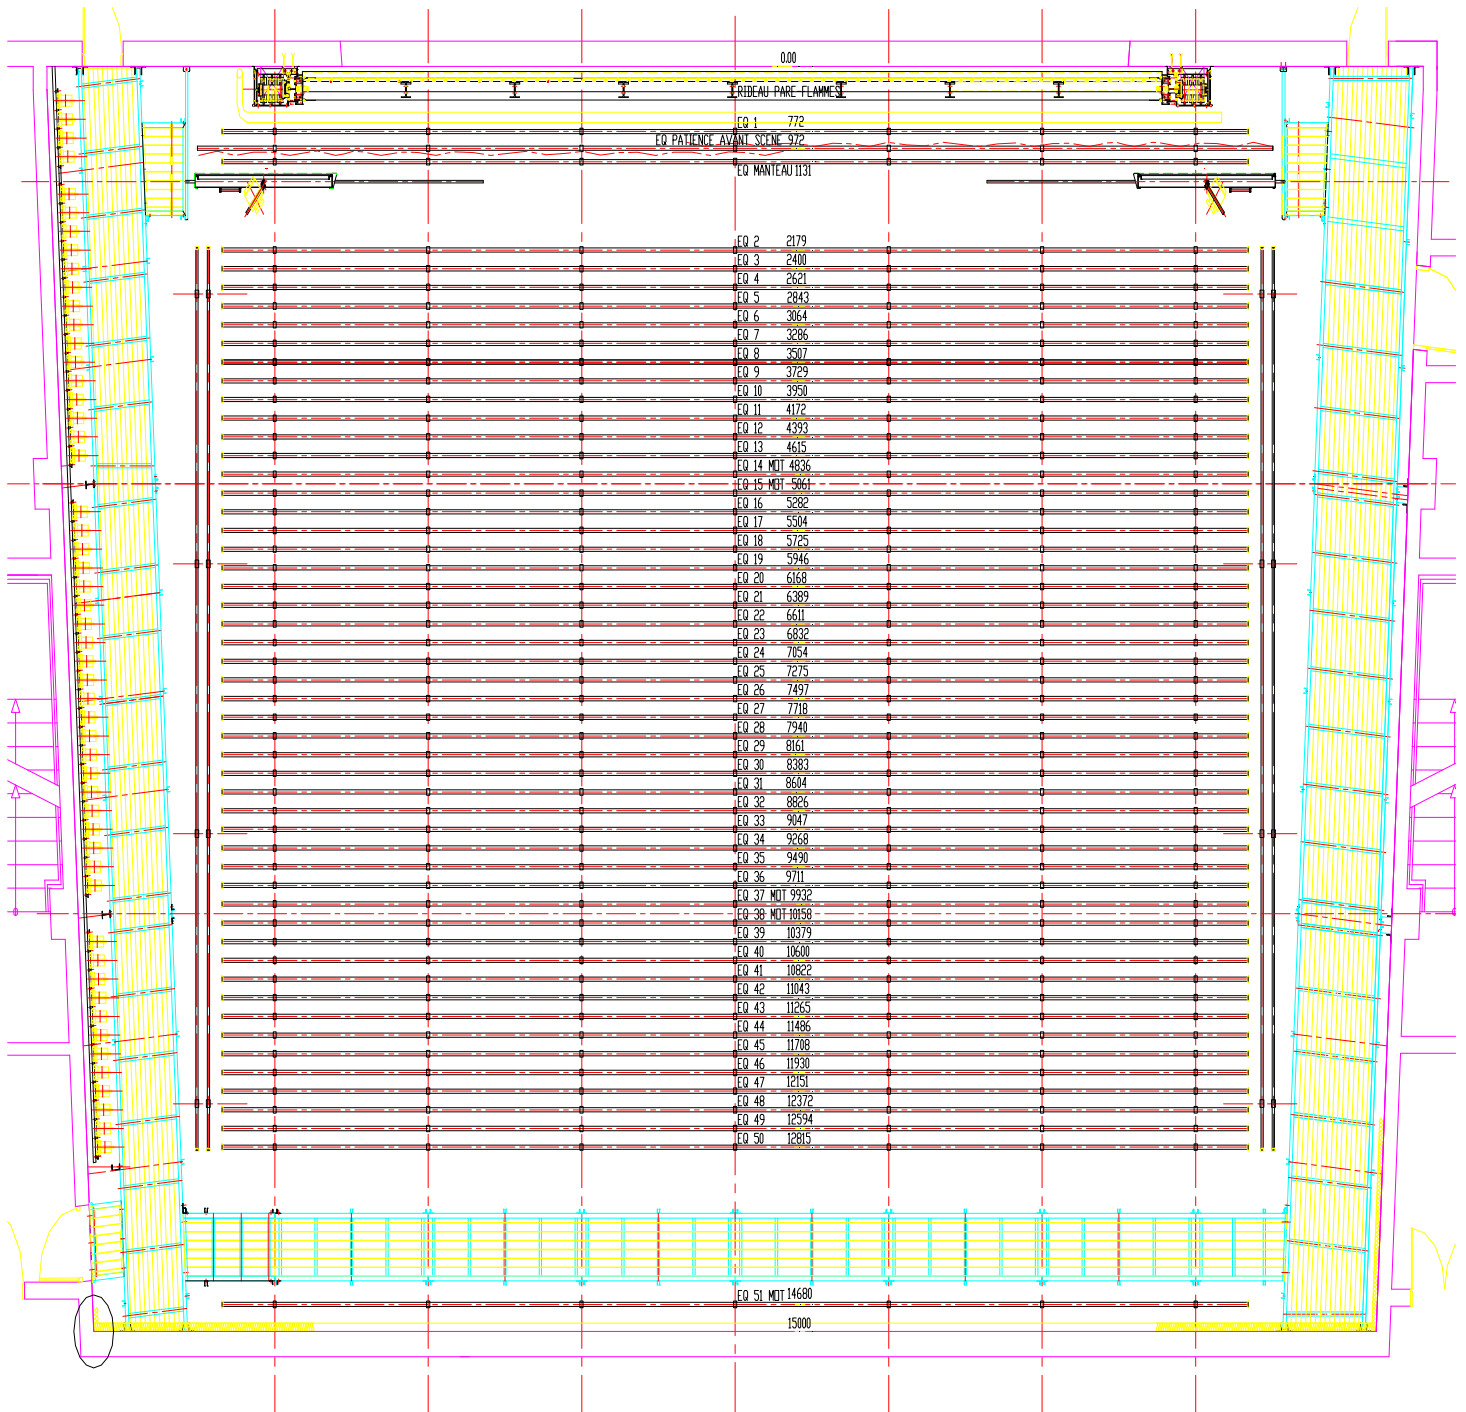 0.00
RIDEAU PARE FLAMMES
EQ 1 772
EQ PATIENCE AVANT SCENE 972
EQ MANTEAU 1131
EQ 2 2179
EQ 3 2400
EQ 4 2621
EQ 5 2843
EQ 6 3064
EQ 7 3286
EQ 8 3507
EQ 9 3729
EQ 10 3950
EQ 11 4172
EQ 12 4393
EQ 13 4615
EQ 14 MOT 4836
EQ 15 MOT 5061
EQ 16 5282
EQ 17 5504
EQ 18 5725
EQ 19 5946
EQ 20 6168
EQ 21 6389
EQ 22 6611
EQ 23 6832
EQ 24 7054
EQ 25 7275
EQ 26 7497
EQ 27 7718
EQ 28 7940
EQ 29 8161
EQ 30 8383
EQ 31 8604
EQ 32 8826
EQ 33 9047
EQ 34 9268
EQ 35 9490
EQ 36 9711
EQ 37 MOT 9932
EQ 38 MOT 10158
EQ 39 10379
EQ 40 10600
EQ 41 10822
EQ 42 11043
EQ 43 11265
EQ 44 11486
EQ 45 11708
EQ 46 11930
EQ 47 12151
EQ 48 12372
EQ 49 12594
EQ 50 12815
EQ 51 MOT 14680
15000